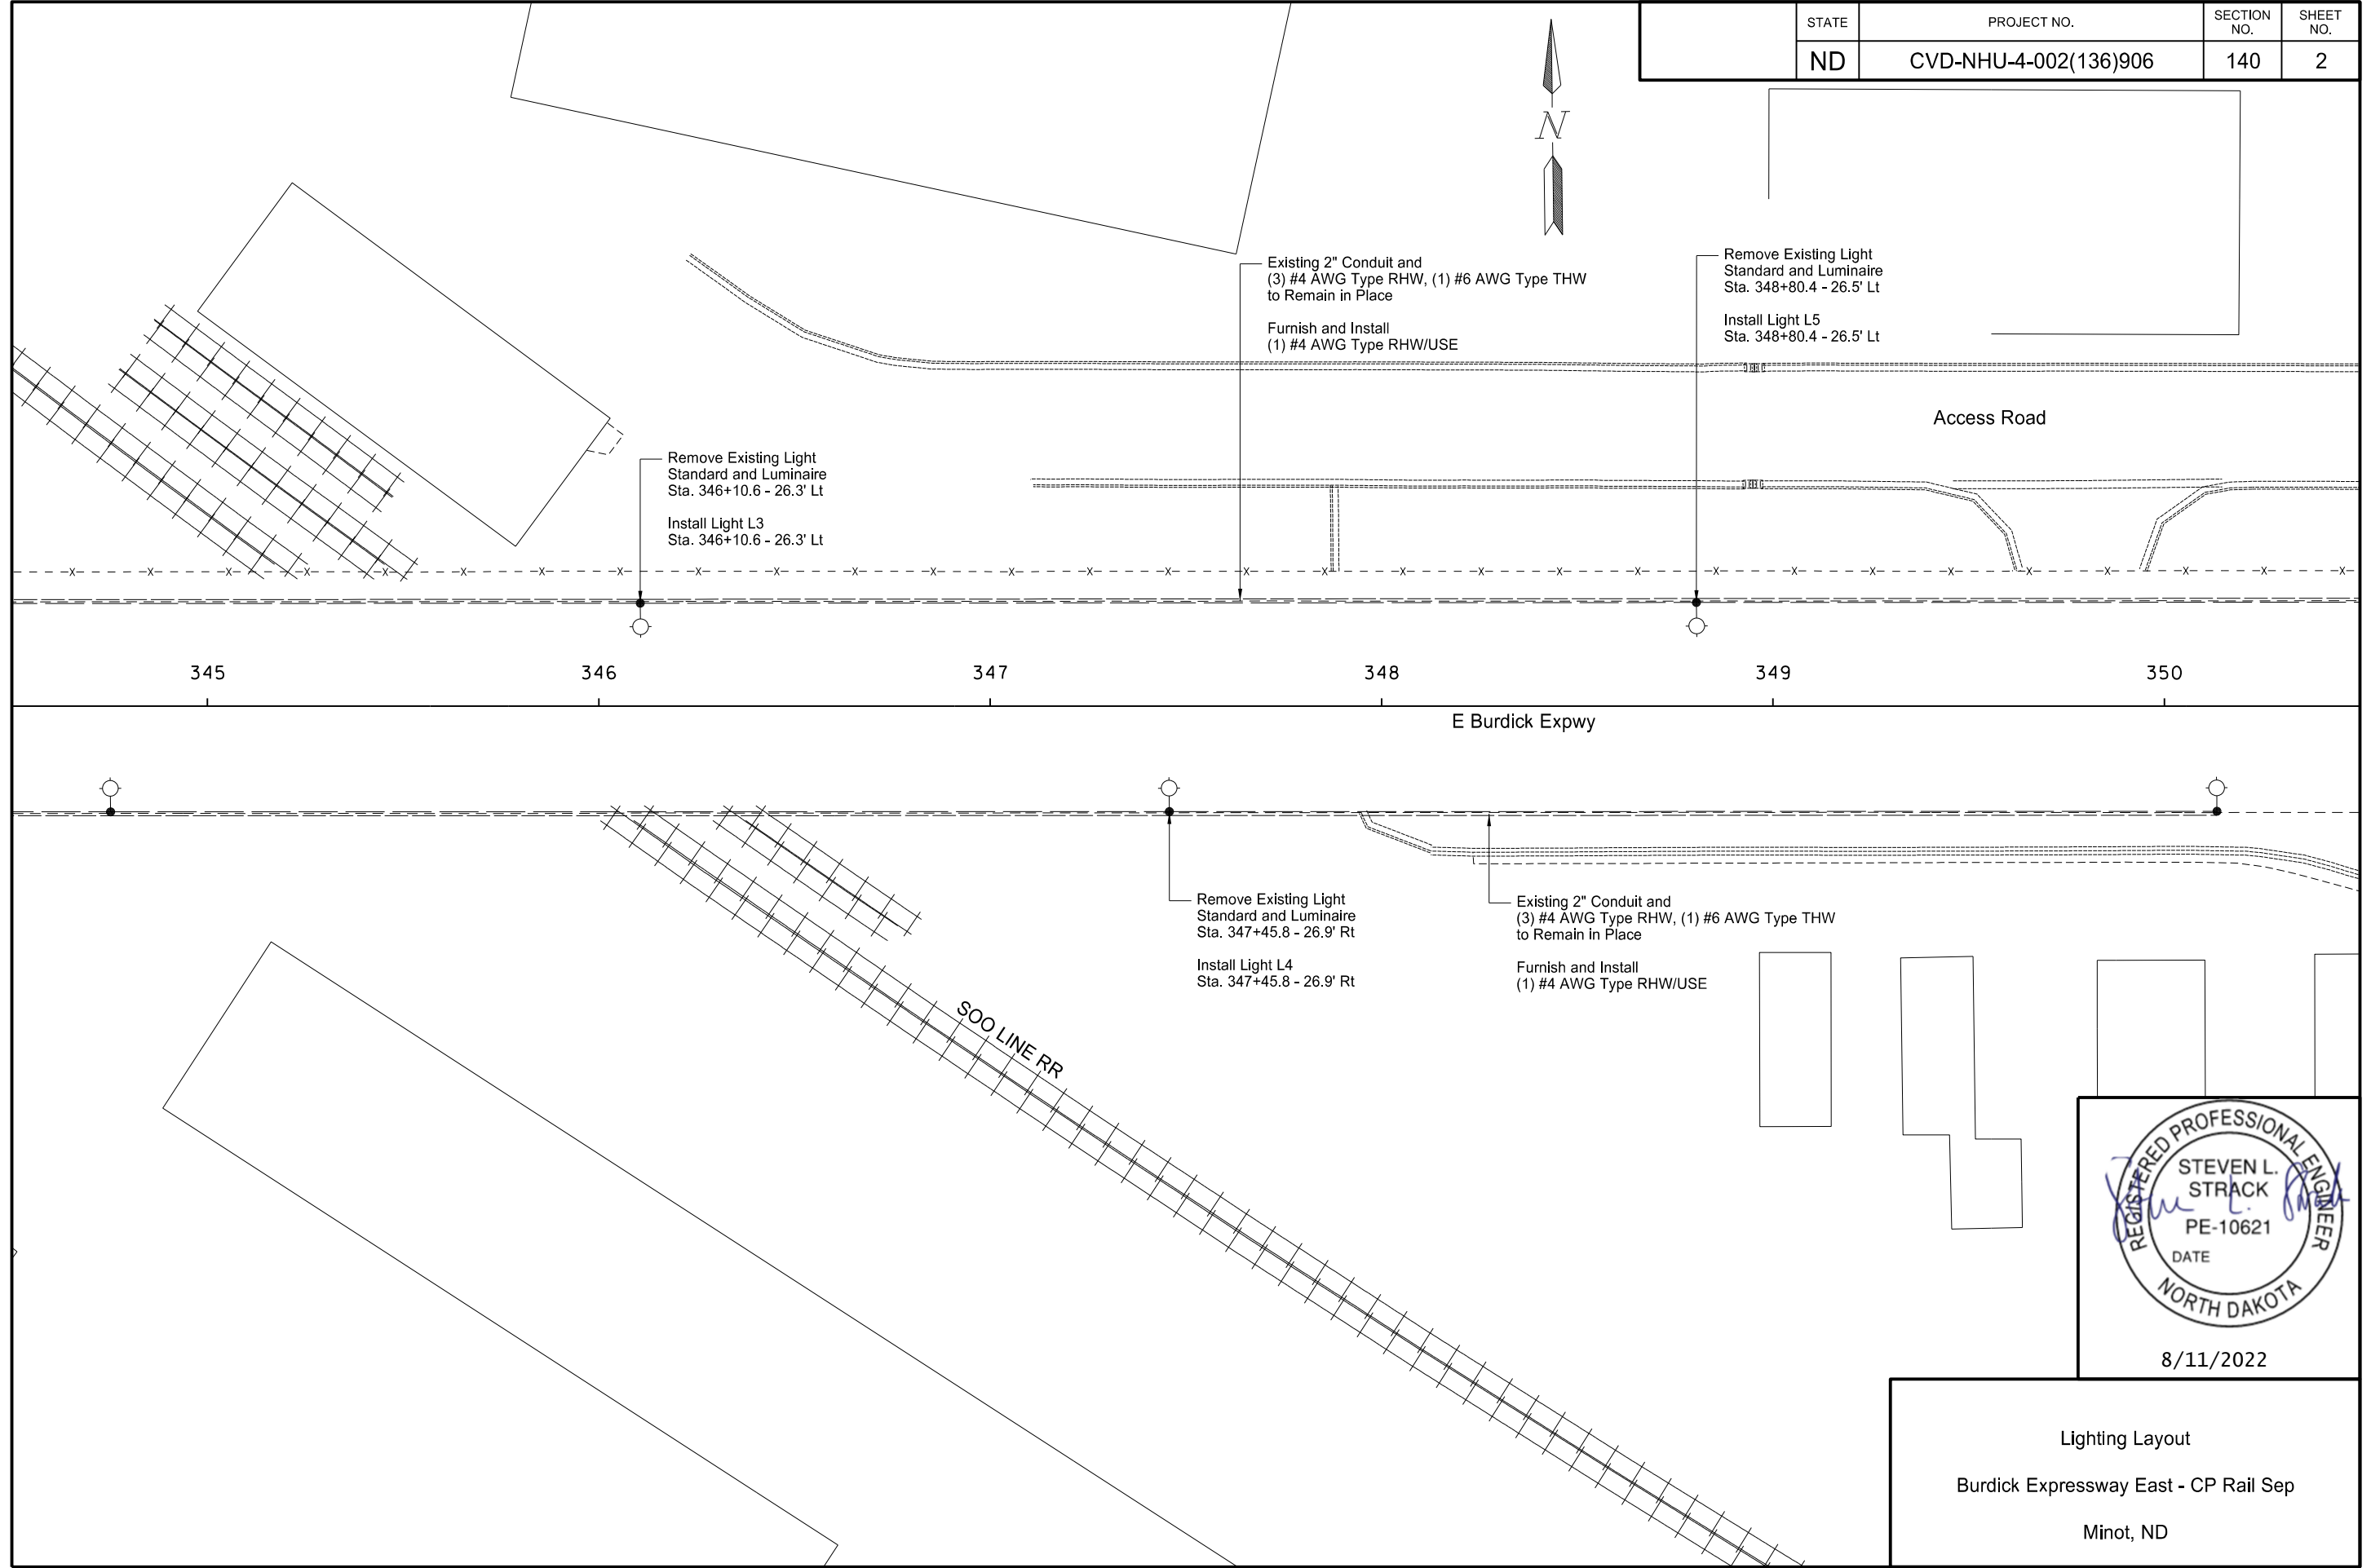 STATE
PROJECT NO.
SECTION NO.
SHEET NO.
ND
CVD-NHU-4-002(136)906
140
2
N
Existing 2" Conduit and
(3) #4 AWG Type RHW, (1) #6 AWG Type THW
to Remain in Place
Furnish and Install
(1) #4 AWG Type RHW/USE
Remove Existing Light
Standard and Luminaire
Sta. 348+80.4 - 26.5' Lt
Install Light L5
Sta. 348+80.4 - 26.5' Lt
Access Road
Remove Existing Light
Standard and Luminaire
Sta. 346+10.6 - 26.3' Lt
Install Light L3
Sta. 346+10.6 - 26.3' Lt
345 346 347 348 349 350
E Burdick Expwy
Remove Existing Light
Standard and Luminaire
Sta. 347+45.8 - 26.9' Rt
Install Light L4
Sta. 347+45.8 - 26.9' Rt
Existing 2" Conduit and
(3) #4 AWG Type RHW, (1) #6 AWG Type THW
to Remain in Place
Furnish and Install
(1) #4 AWG Type RHW/USE
SOO LINE RR
REGISTERED PROFESSIONAL ENGINEER
STEVEN L.
STRACK
PE-10621
DATE
NORTH DAKOTA
8/11/2022
Lighting Layout
Burdick Expressway East - CP Rail Sep
Minot, ND